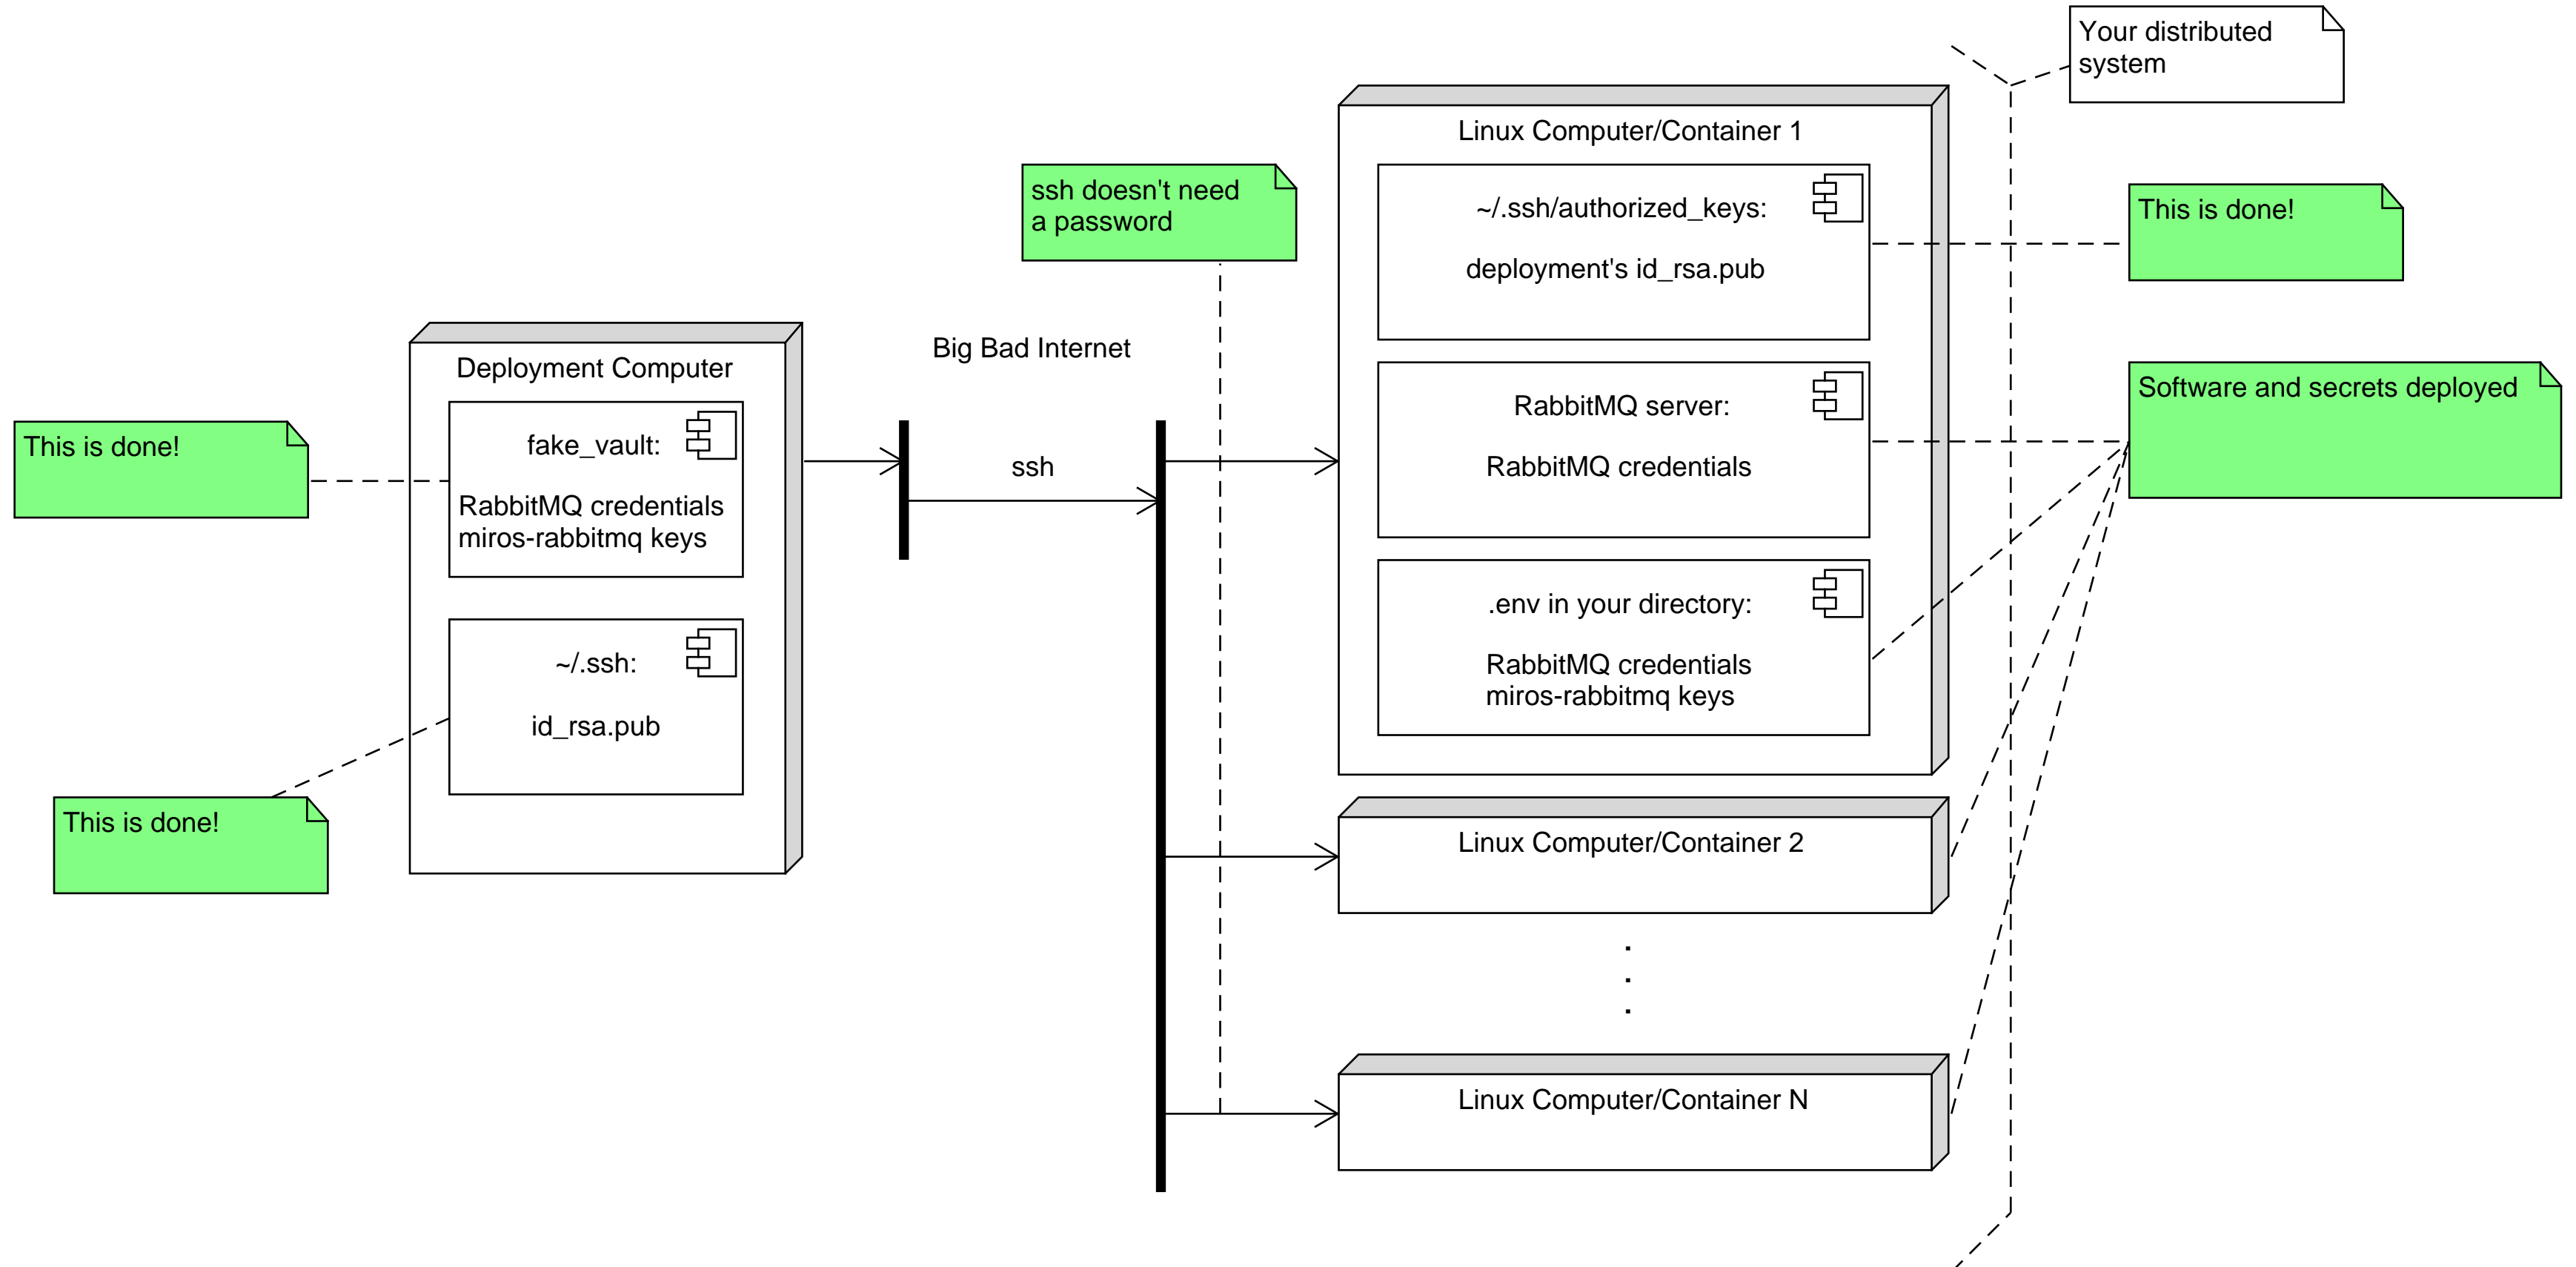 Your distributed
system
Linux Computer/Container 1
ssh doesn't need
a password
~/.ssh/authorized_keys:
deployment's id_rsa.pub
This is done!
Big Bad Internet
Deployment Computer
Software and secrets deployed
RabbitMQ server:
RabbitMQ credentials
This is done!
fake_vault:
RabbitMQ credentials
miros-rabbitmq keys
ssh
.env in your directory:
RabbitMQ credentials
miros-rabbitmq keys
~/.ssh:
id_rsa.pub
This is done!
Linux Computer/Container 2
.
.
.
Linux Computer/Container N